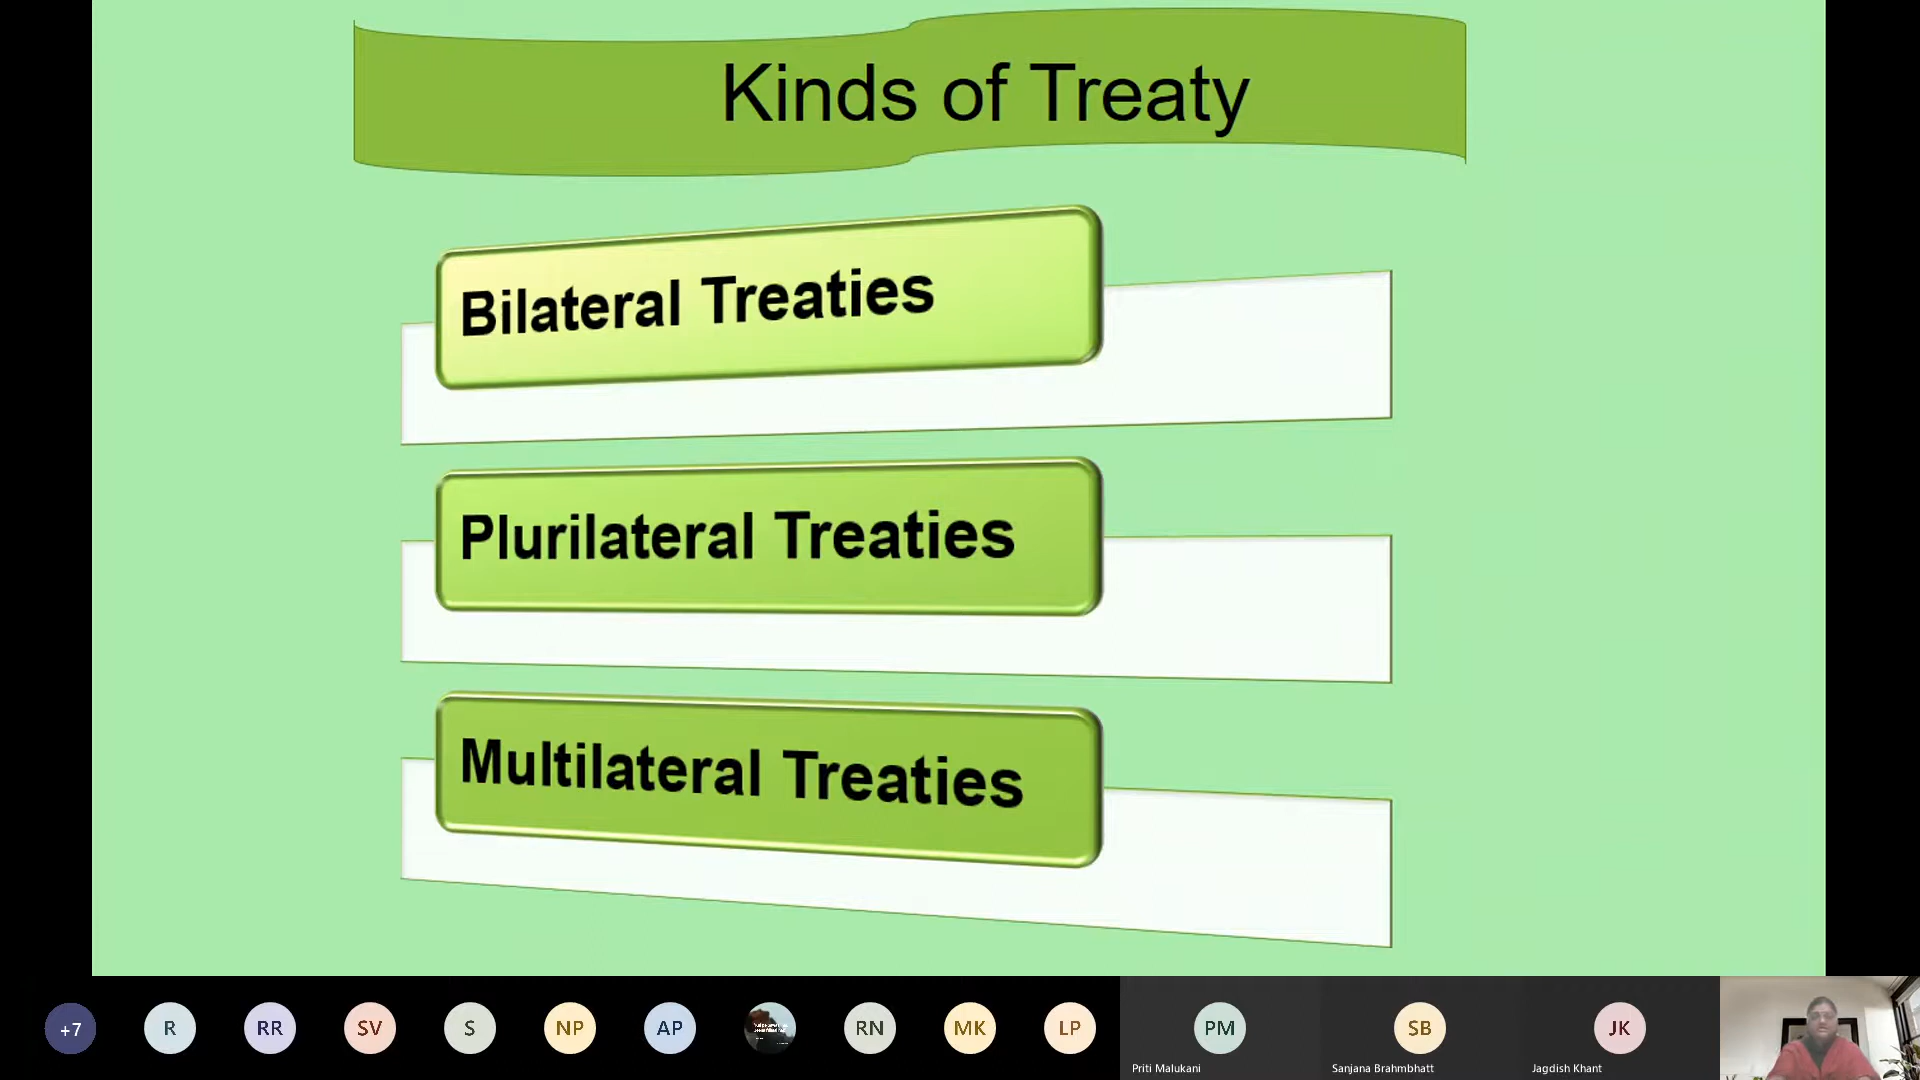 Kinds of Treaty
Bilateral Treaties
Plurilateral Treaties
Multilateral Treaties
+7
R
RR
SV
S
NP
AP
RN
MK
LP
PM
SB
JK
Priti Malukani
Sanjana Brahmbhatt
Jagdish Khant